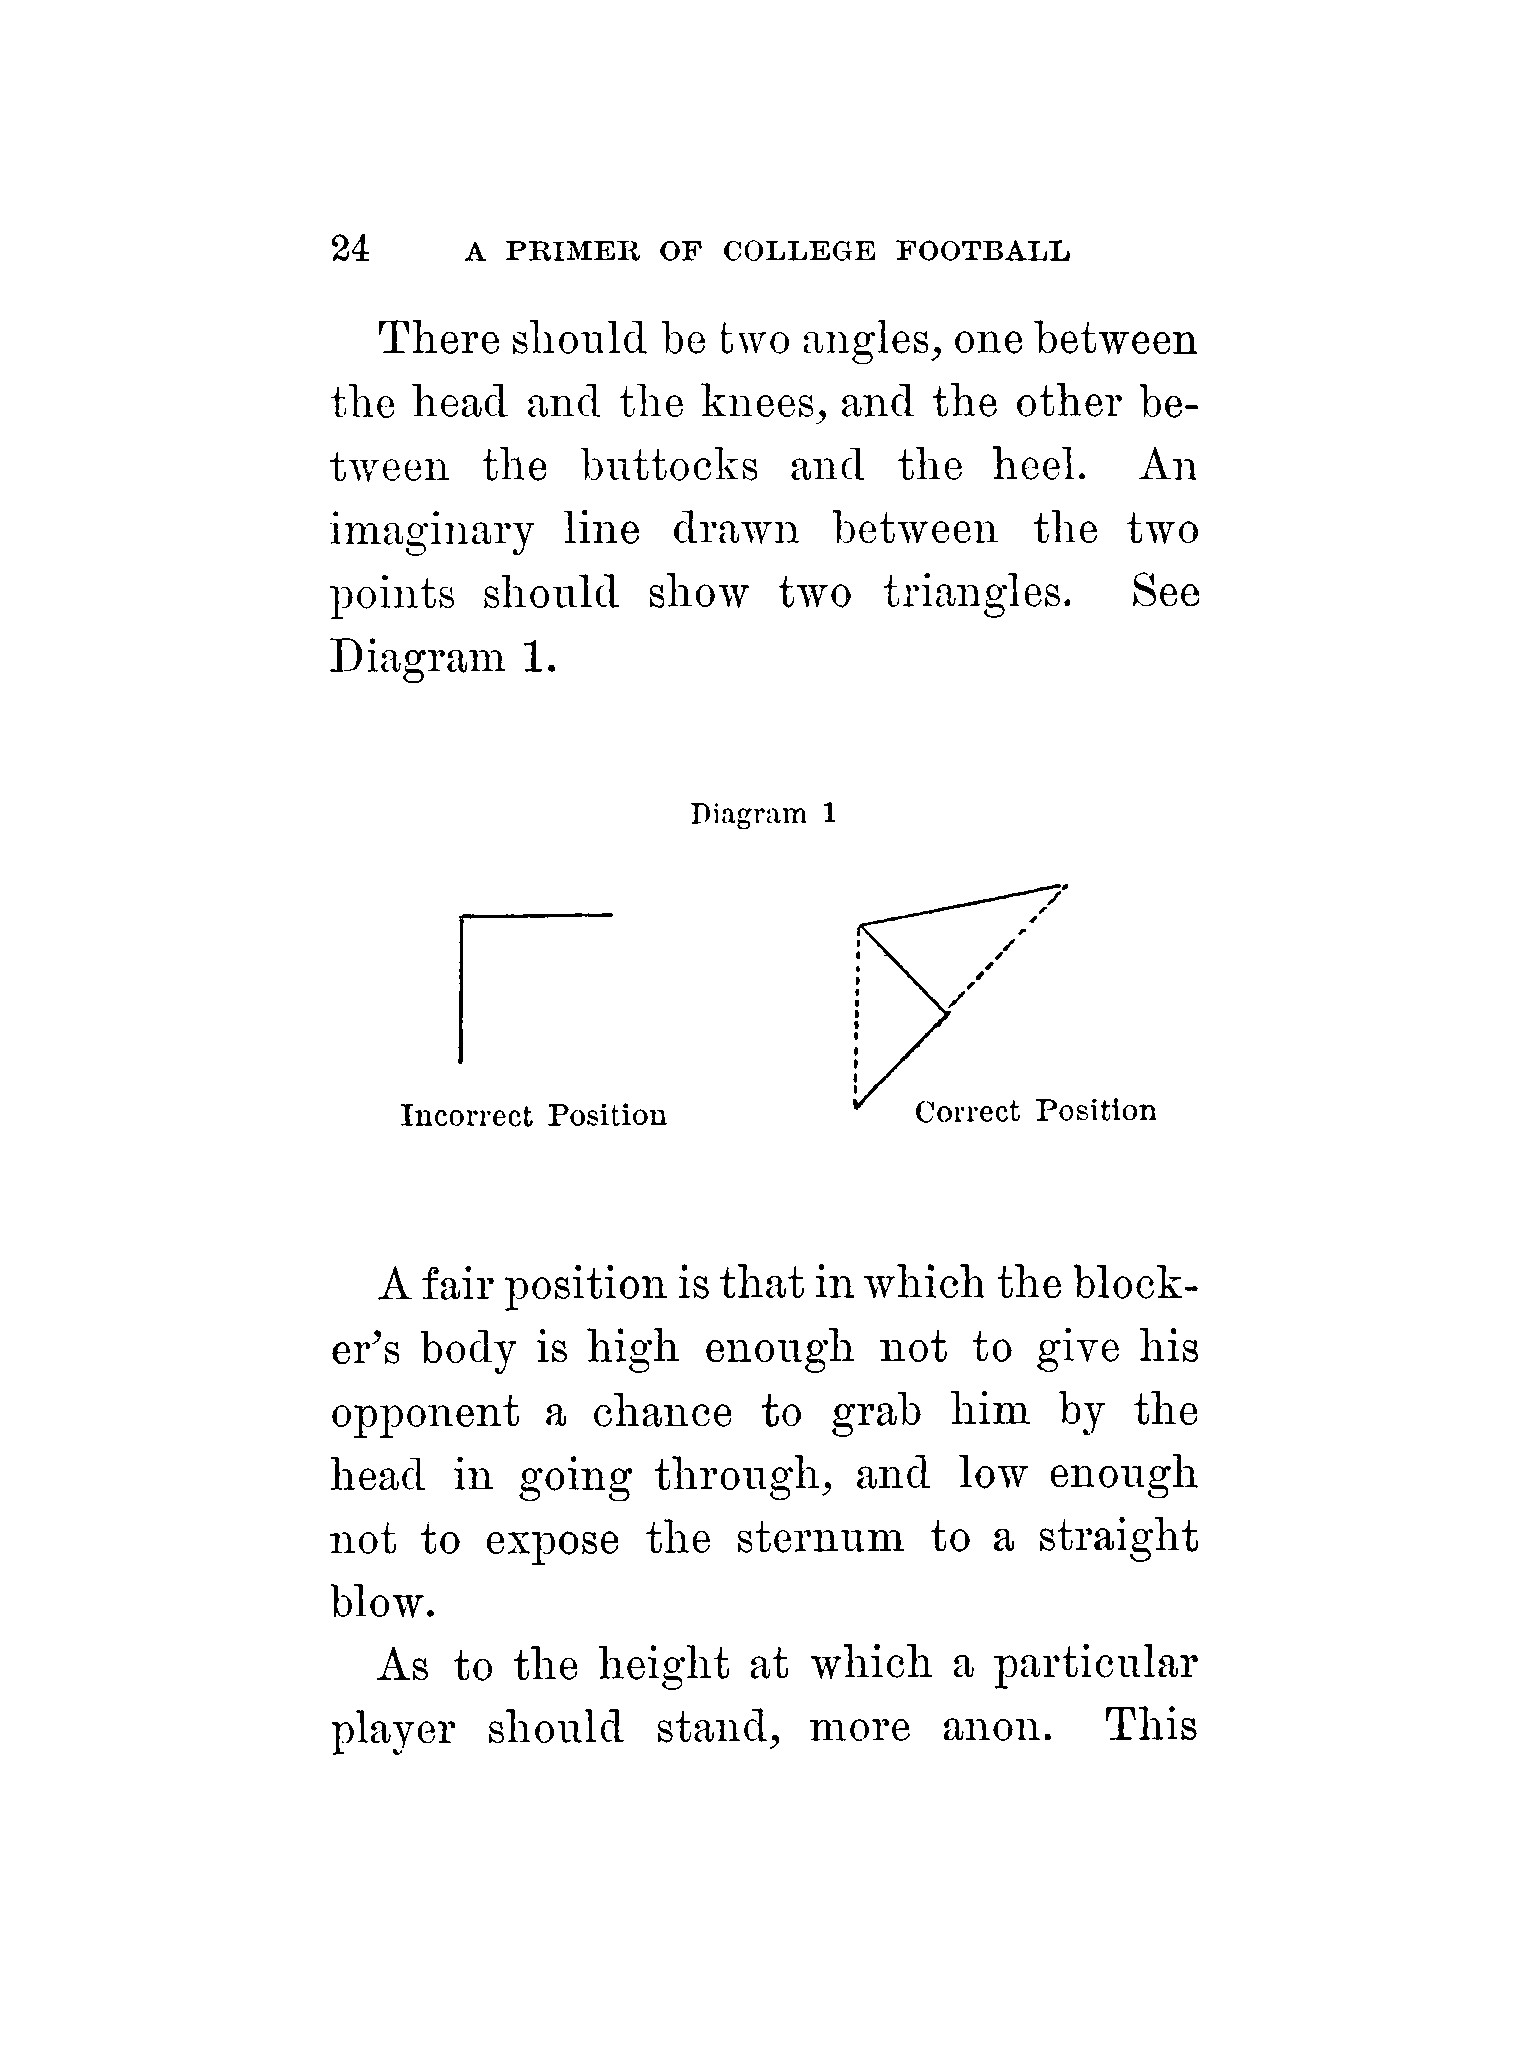 24 A PRIMER OF COLLEGE FOOTBALL
There should be two angles, one between
the head and the knees, and the other be-
tween the buttocks and the heel. An
imaginary line drawn between the two
points should show two triangles. See
Diagram 1.
Diagram 1
Incorrect Position
Correct Position
A fair position is that in which the block-
er's body is high enough not to give his
opponent a chance to grab him by the
head in going through, and low enough
not to expose the sternum to a straight
blow.
As to the height at which a particular
player should stand, more anon. This